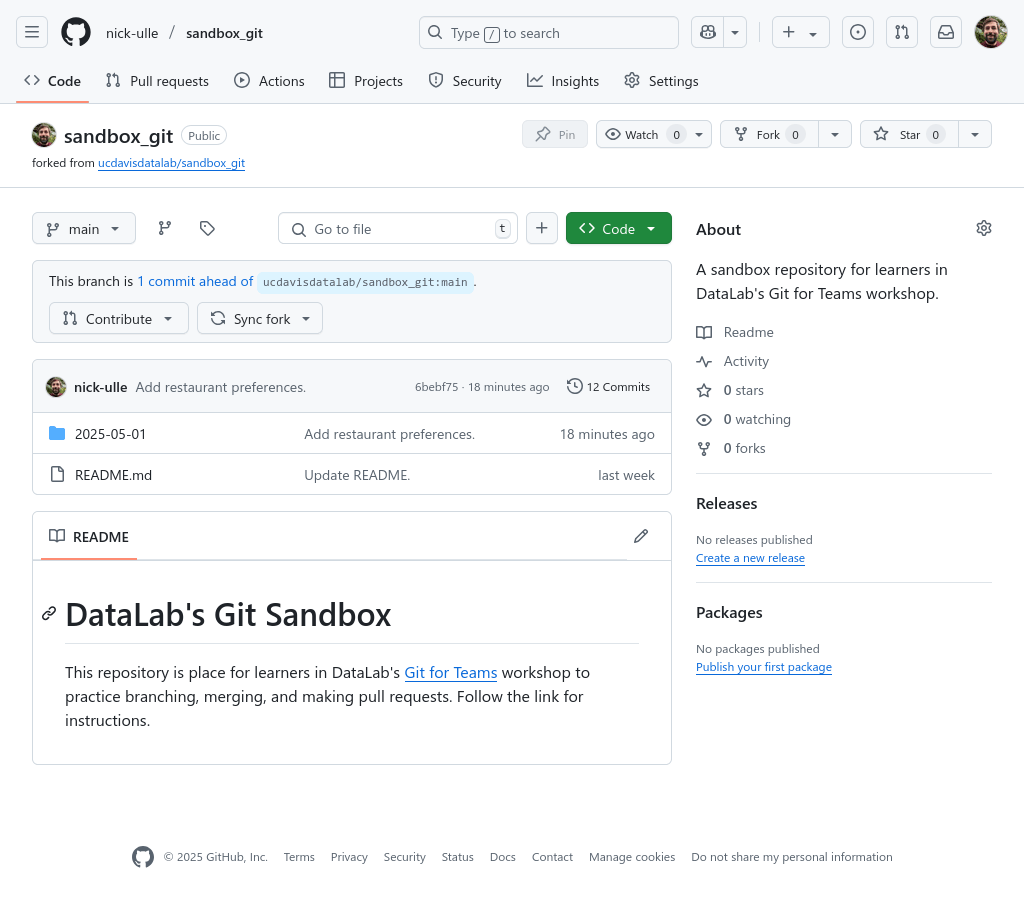 nick-ulle / sandbox_git Type / to search
Code Pull requests Actions Projects Security Insights Settings
sandbox_git Public Pin Watch 0 Fork 0 Star 0
forked from ucdavisdatalab/sandbox_git
main Go to file t Code
This branch is 1 commit ahead of ucdavisdatalab/sandbox_git:main.
Contribute Sync fork
nick-ulle Add restaurant preferences. 6bebf75 · 18 minutes ago 12 Commits
2025-05-01 Add restaurant preferences. 18 minutes ago
README.md Update README. last week
README
DataLab's Git Sandbox
This repository is place for learners in DataLab's Git for Teams workshop to
practice branching, merging, and making pull requests. Follow the link for
instructions.
About
A sandbox repository for learners in
DataLab's Git for Teams workshop.
Readme
Activity
0 stars
0 watching
0 forks
Releases
No releases published
Create a new release
Packages
No packages published
Publish your first package
© 2025 GitHub, Inc. Terms Privacy Security Status Docs Contact Manage cookies Do not share my personal information